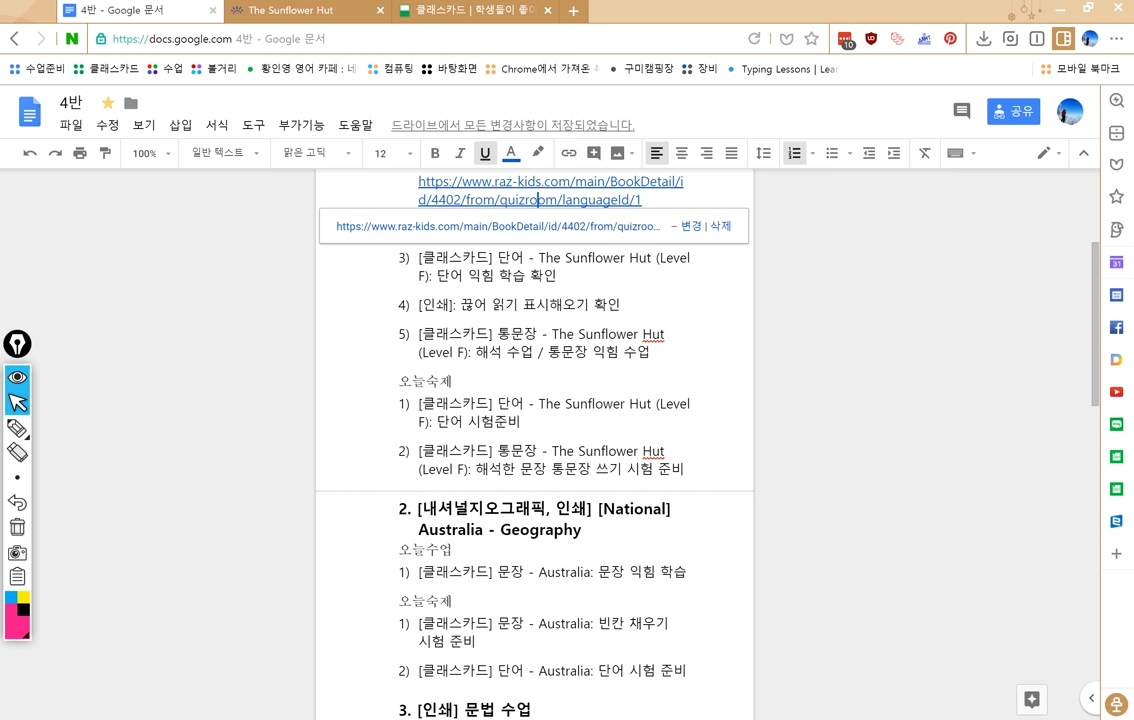 4반 - Google 문서
The Sunflower Hut
클래스카드 | 학생들이 좋아
https://docs.google.com 4반 - Google 문서
10
수업준비
클래스카드
수업
볼거리
황인영 영어 카페 : 네
컴퓨팅
바탕화면
Chrome에서 가져온
구미캠핑장
장비
Typing Lessons | Lear
모바일 북마크
4반
파일 수정 보기 삽입 서식 도구 부가기능 도움말 드라이브에서 모든 변경사항이 저장되었습니다.
공유
100% 일반 텍스트 맑은 고딕 12
https://www.raz-kids.com/main/BookDetail/i
d/4402/from/quizroom/languageId/1
https://www.raz-kids.com/main/BookDetail/id/4402/from/quizroo... – 변경 | 삭제
3) [클래스카드] 단어 - The Sunflower Hut (Level
F): 단어 익힘 학습 확인
4) [인쇄]: 끊어 읽기 표시해오기 확인
5) [클래스카드] 통문장 - The Sunflower Hut
(Level F): 해석 수업 / 통문장 익힘 수업
오늘숙제
1) [클래스카드] 단어 - The Sunflower Hut (Level
F): 단어 시험준비
2) [클래스카드] 통문장 - The Sunflower Hut
(Level F): 해석한 문장 통문장 쓰기 시험 준비
2. [내셔널지오그래픽, 인쇄] [National]
Australia - Geography
오늘수업
1) [클래스카드] 문장 - Australia: 문장 익힘 학습
오늘숙제
1) [클래스카드] 문장 - Australia: 빈칸 채우기
시험 준비
2) [클래스카드] 단어 - Australia: 단어 시험 준비
3. [인쇄] 문법 수업